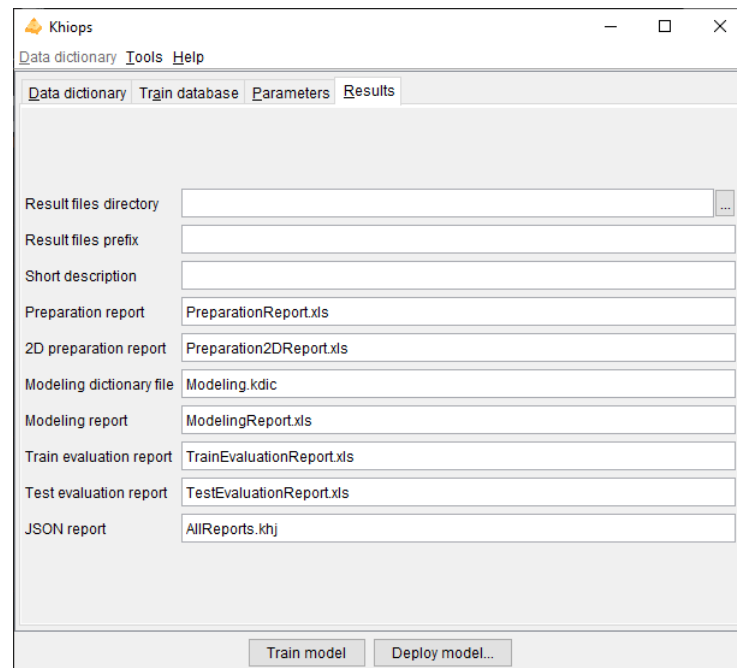 Khiops
Data dictionary Tools Help
Data dictionary Train database Parameters Results
Result files directory ...
Result files prefix
Short description
Preparation report PreparationReport.xls
2D preparation report Preparation2DReport.xls
Modeling dictionary file Modeling.kdic
Modeling report ModelingReport.xls
Train evaluation report TrainEvaluationReport.xls
Test evaluation report TestEvaluationReport.xls
JSON report AllReports.khj
Train model Deploy model...